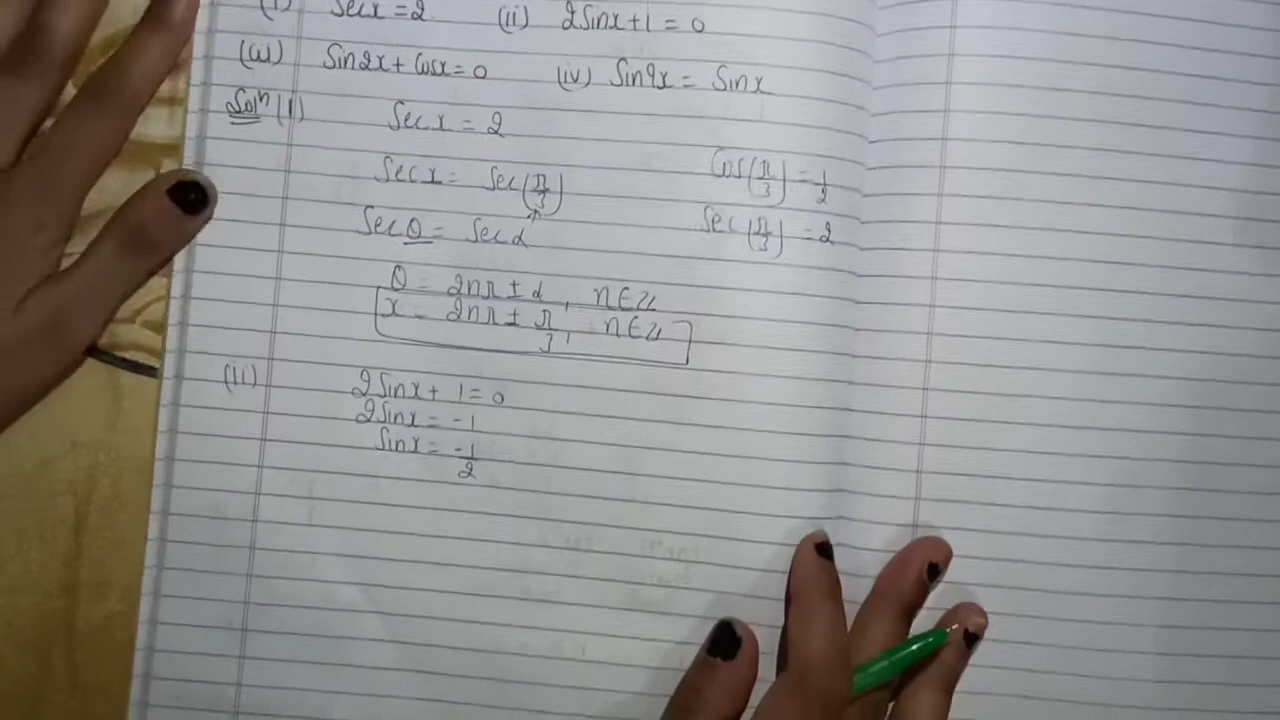 (i) Secx = 2 (ii) 2Sinx+1 = 0
(iii) Sin2x + Cosx = 0 (iv) Sin9x = Sinx
Solⁿ (1) Secx = 2
Secx = Sec(π/3) Cos(π/3) = 1/2
Secθ = Secα Sec(π/3) = 2
θ = 2nπ ± α, n∈Z
x = 2nπ ± π/3, n∈Z
(ii) 2Sinx + 1 = 0
2Sinx = -1
Sinx = -1/2